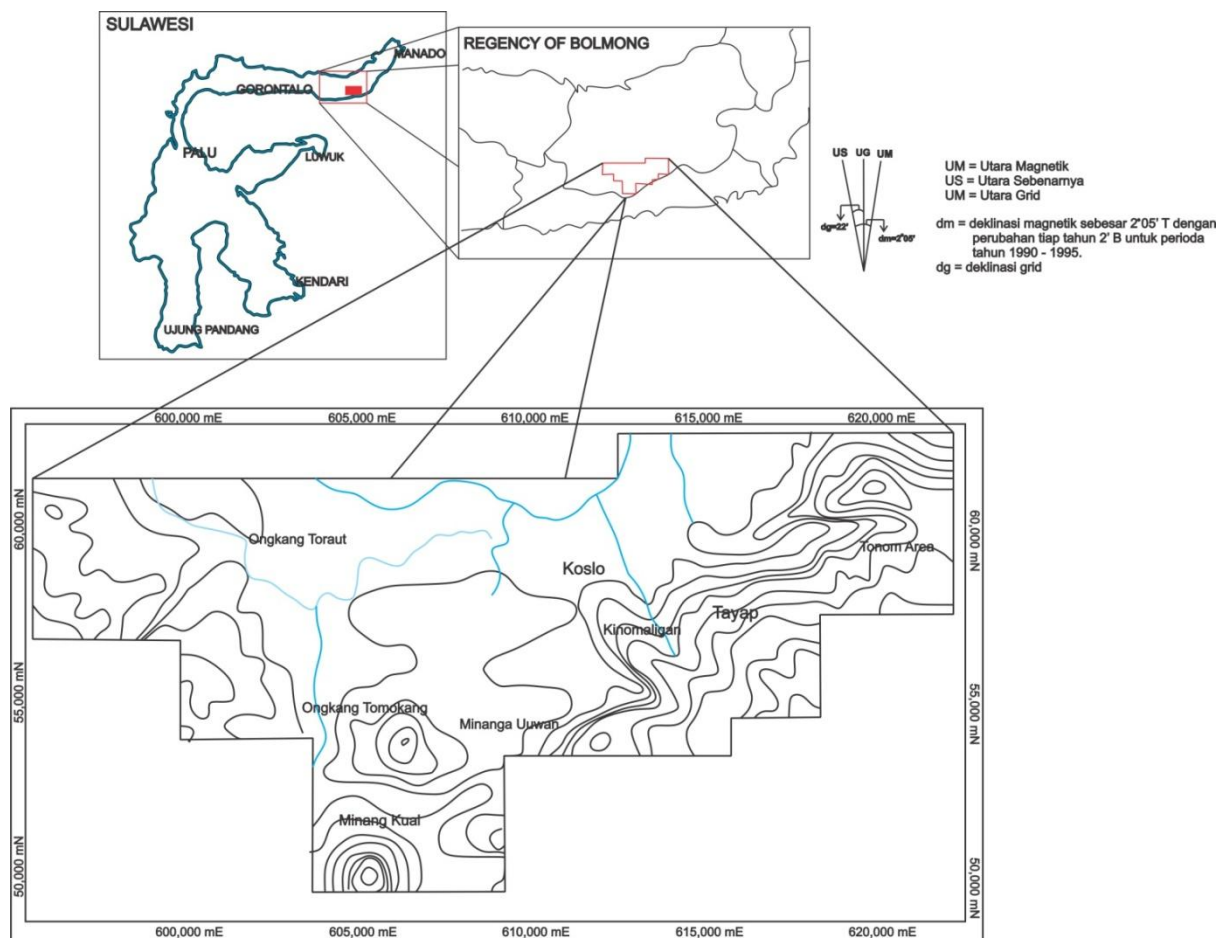 SULAWESI
MANADO
GORONTALO
PALU
LUWUK
KENDARI
UJUNG PANDANG
REGENCY OF BOLMONG
US UG UM
dg=22'
dm=2°05'
UM = Utara Magnetik
US = Utara Sebenarnya
UM = Utara Grid
dm = deklinasi magnetik sebesar 2°05' T dengan
perubahan tiap tahun 2' B untuk perioda
tahun 1990 - 1995.
dg = deklinasi grid
600,000 mE 605,000 mE 610,000 mE 615,000 mE 620,000 mE
60,000 mN
55,000 mN
50,000 mN
Ongkang Toraut
Tonom Area
Koslo
Tayap
Kinomaligan
Ongkang Tomokang
Minanga Uuwan
Minang Kual
60,000 mN
55,000 mN
50,000 mN
600,000 mE 605,000 mE 610,000 mE 615,000 mE 620,000 mE